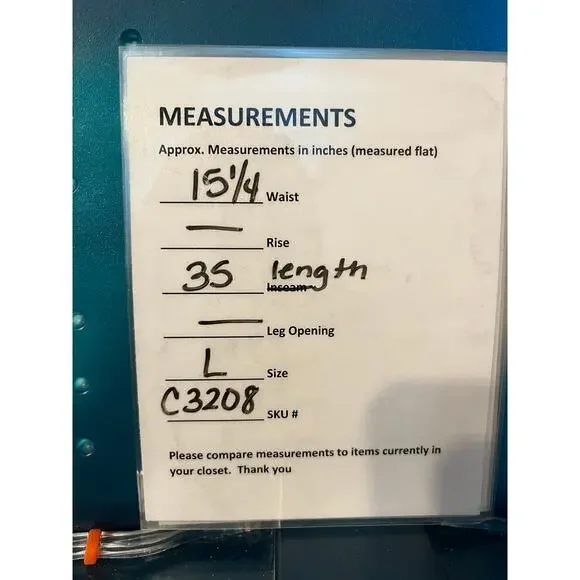 MEASUREMENTS
Approx. Measurements in inches (measured flat)
15 1/4 Waist
— Rise
35 length Inseam
— Leg Opening
L Size
C3208 SKU #
Please compare measurements to items currently in
your closet. Thank you